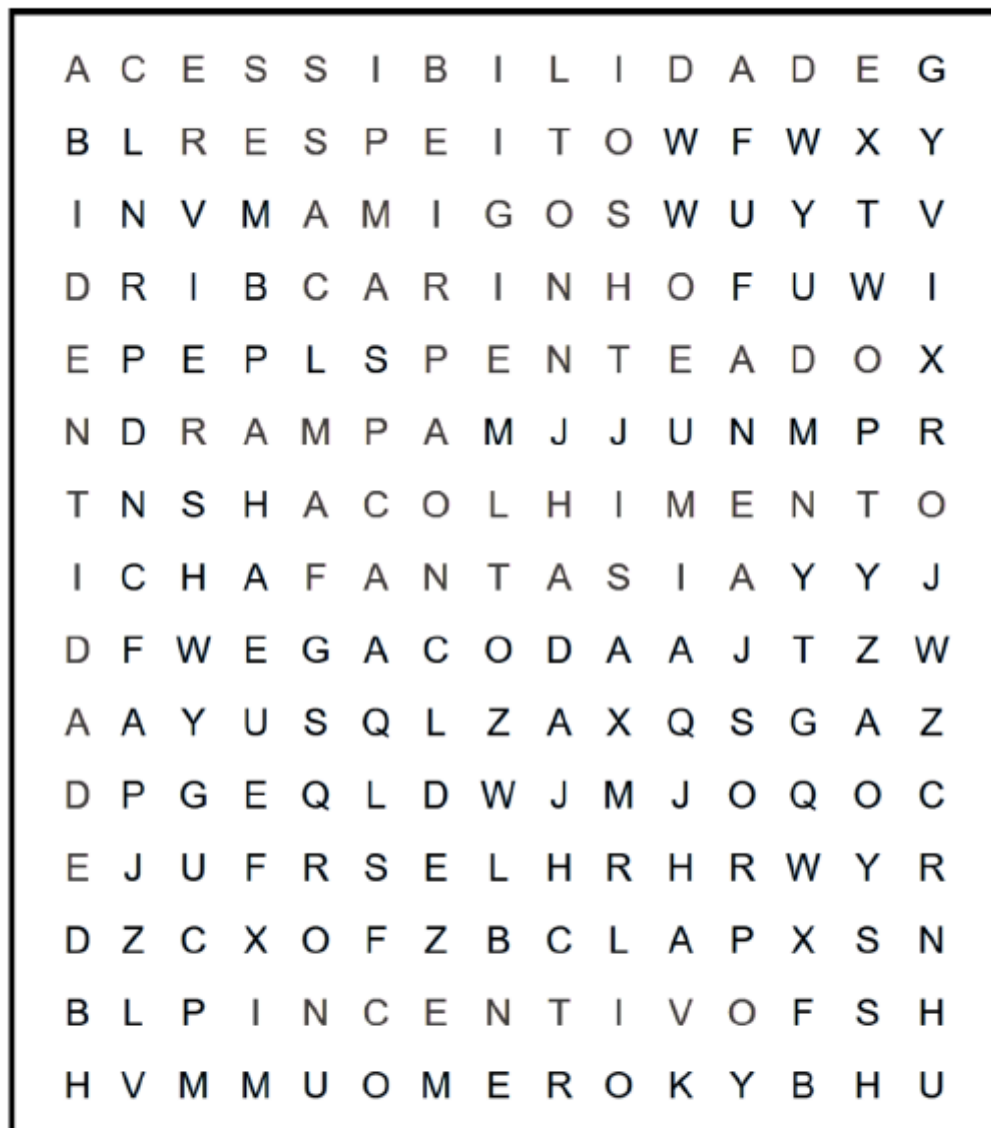 A C E S S I B I L I D A D E G
B L R E S P E I T O W F W X Y
I N V M A M I G O S W U Y T V
D R I B C A R I N H O F U W I
E P E P L S P E N T E A D O X
N D R A M P A M J J U N M P R
T N S H A C O L H I M E N T O
I C H A F A N T A S I A Y Y J
D F W E G A C O D A A J T Z W
A A Y U S Q L Z A X Q S G A Z
D P G E Q L D W J M J O Q O C
E J U F R S E L H R H R W Y R
D Z C X O F Z B C L A P X S N
B L P I N C E N T I V O F S H
H V M M U O M E R O K Y B H U